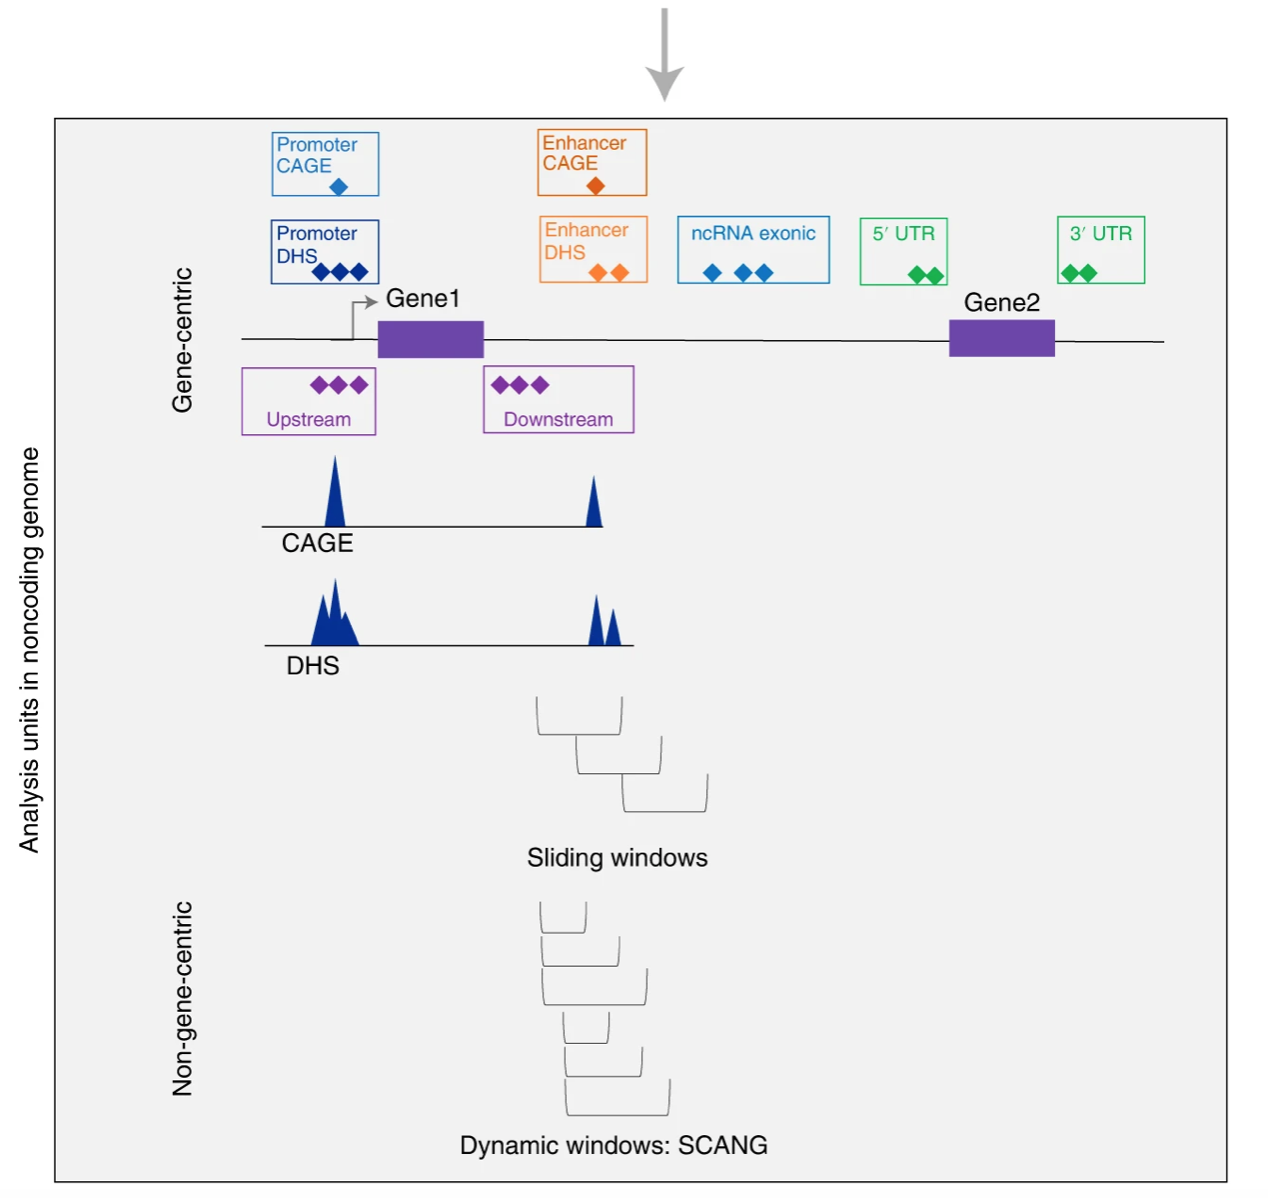 Promoter
CAGE
Enhancer
CAGE
Promoter
DHS
Enhancer
DHS
ncRNA exonic
5′ UTR
3′ UTR
Gene1
Gene2
Gene-centric
Upstream
Downstream
CAGE
DHS
Analysis units in noncoding genome
Sliding windows
Non-gene-centric
Dynamic windows: SCANG